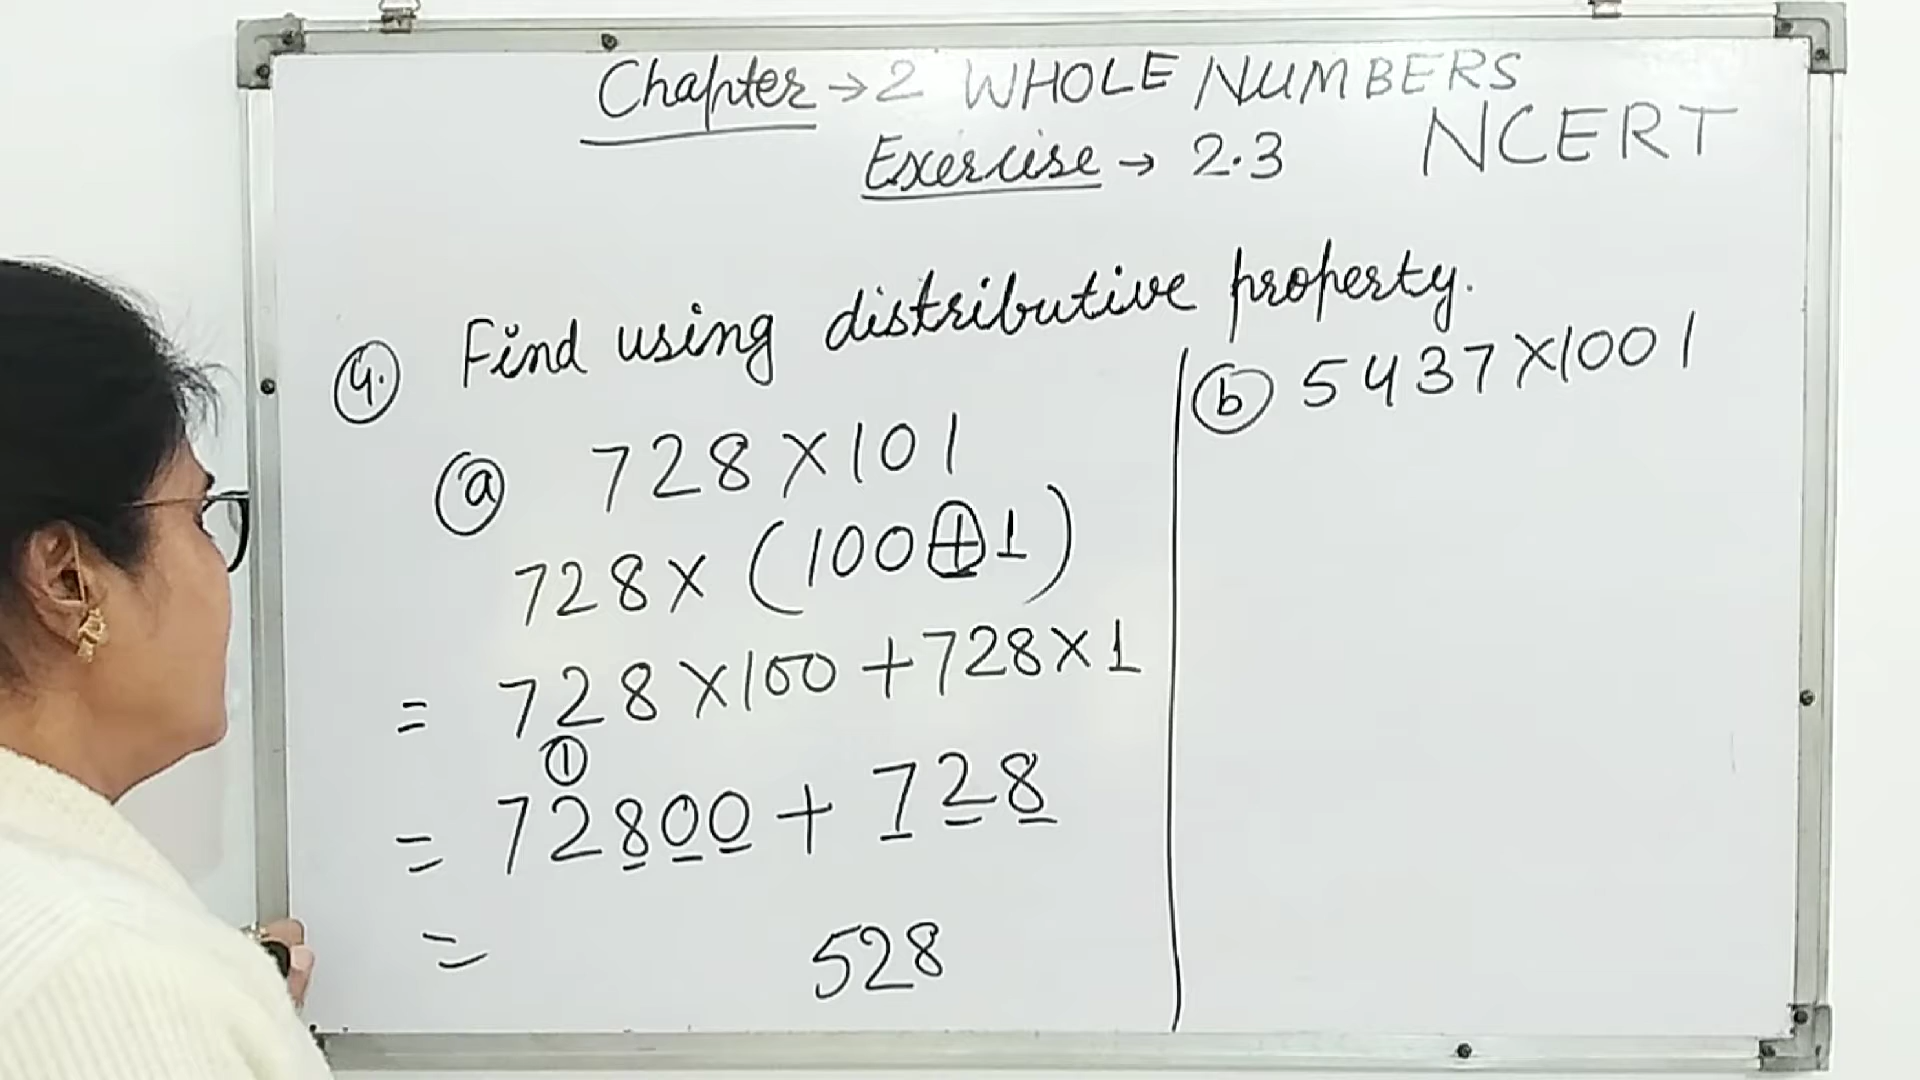 Chapter → 2 WHOLE NUMBERS
Exercise → 2.3 NCERT
4. Find using distributive property.
a 728 × 101
728 × (100 + 1)
= 728 × 100 + 728 × 1
1
= 72800 + 728
= 528
b 5437 × 1001